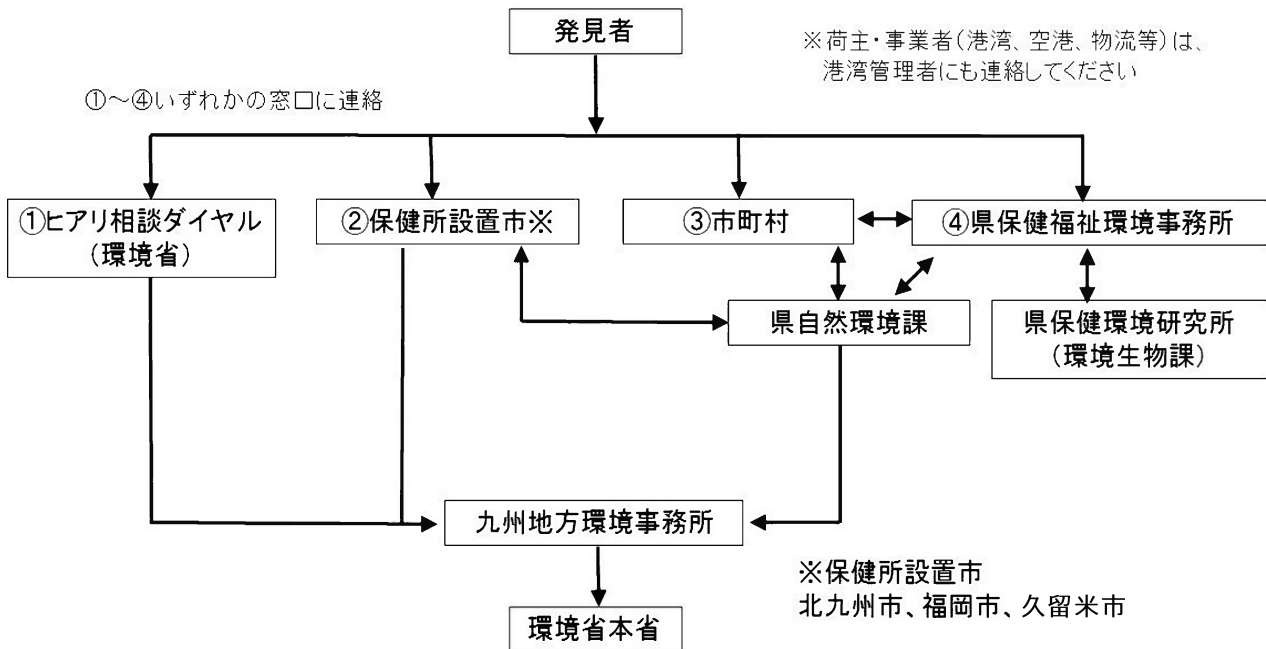 発見者
※荷主・事業者(港湾、空港、物流等)は、
港湾管理者にも連絡してください
①～④いずれかの窓口に連絡
①ヒアリ相談ダイヤル
(環境省)
②保健所設置市※
③市町村
④県保健福祉環境事務所
県自然環境課
県保健環境研究所
(環境生物課)
九州地方環境事務所
※保健所設置市
北九州市、福岡市、久留米市
環境省本省